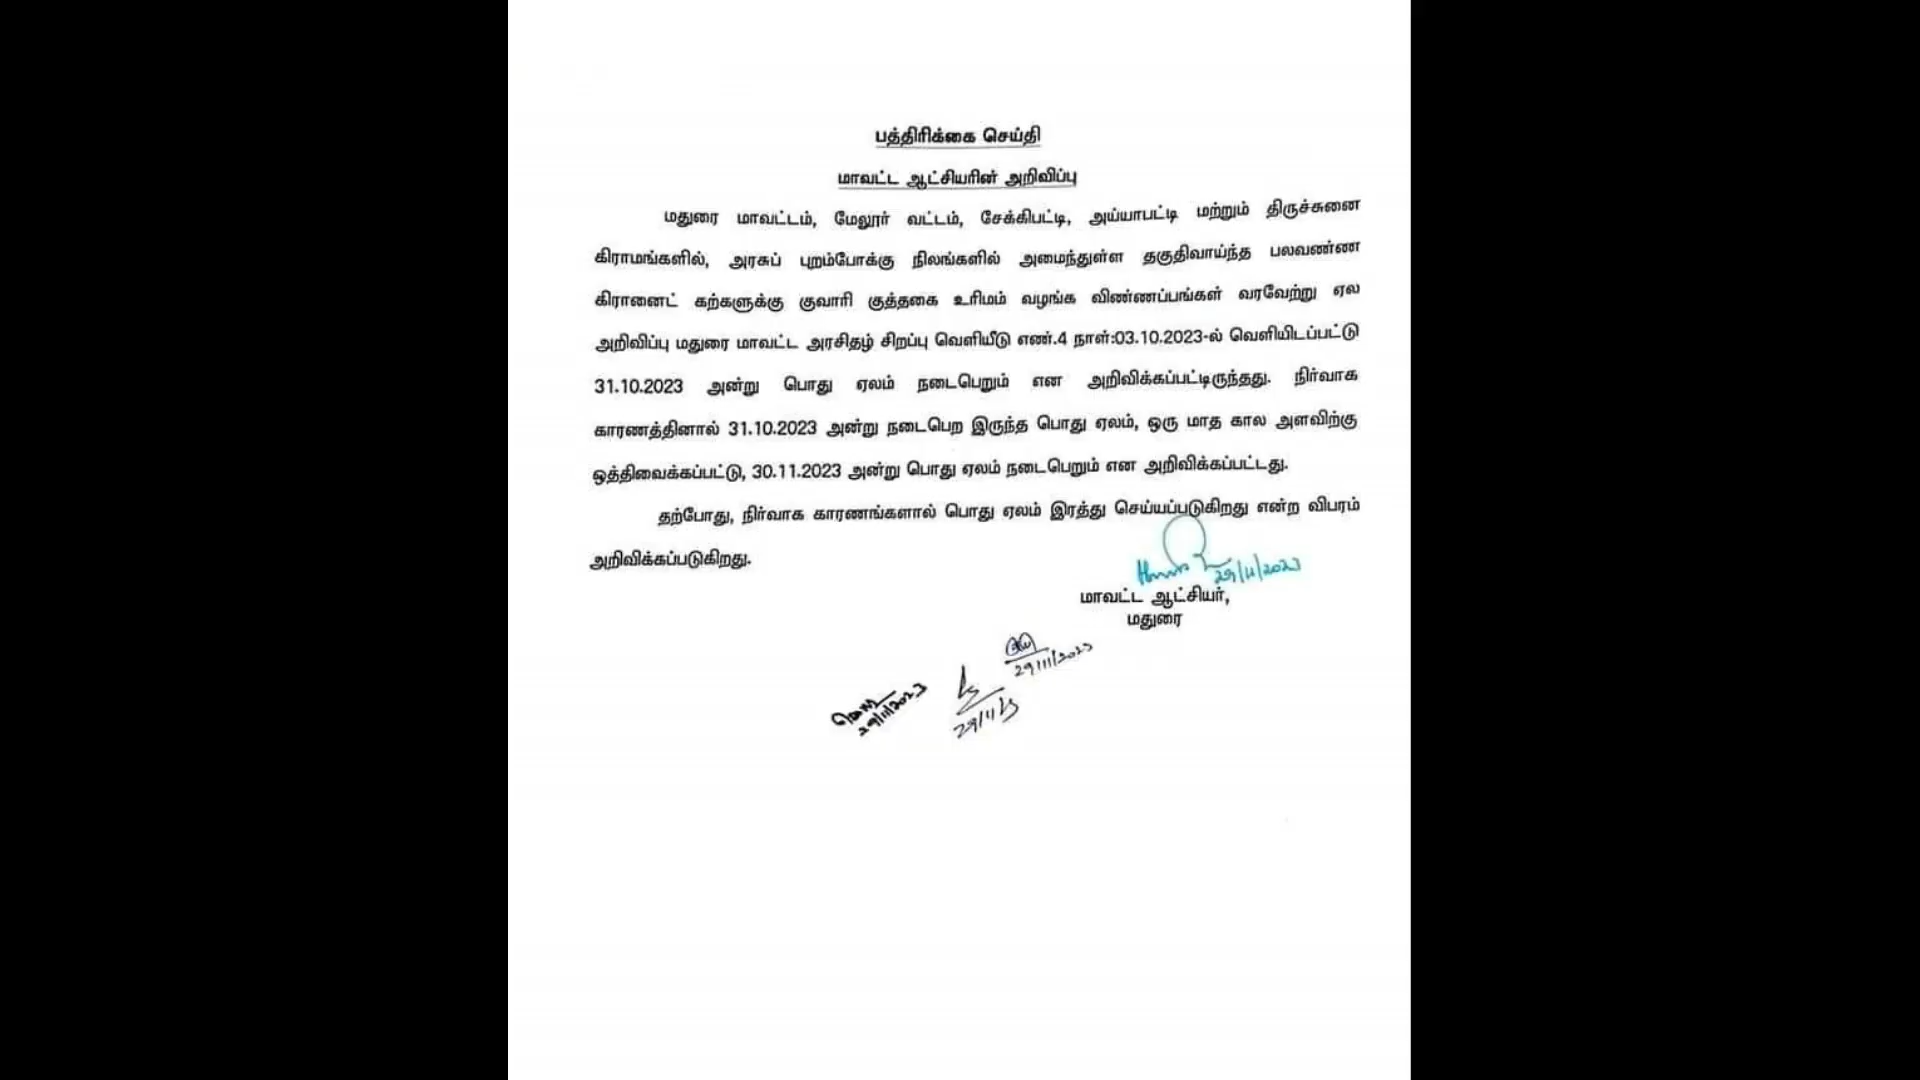 பத்திரிக்கை செய்தி
மாவட்ட ஆட்சியரின் அறிவிப்பு
மதுரை மாவட்டம், மேலூர் வட்டம், சேக்கிபட்டி, அய்யாபட்டி மற்றும் திருச்சுனை
கிராமங்களில், அரசுப் புறம்போக்கு நிலங்களில் அமைந்துள்ள தகுதிவாய்ந்த பலவண்ண
கிரானைட் கற்களுக்கு குவாரி குத்தகை உரிமம் வழங்க விண்ணப்பங்கள் வரவேற்று ஏல
அறிவிப்பு மதுரை மாவட்ட அரசிதழ் சிறப்பு வெளியீடு எண்.4 நாள்:03.10.2023-ல் வெளியிடப்பட்டு
31.10.2023 அன்று பொது ஏலம் நடைபெறும் என அறிவிக்கப்பட்டிருந்தது. நிர்வாக
காரணத்தினால் 31.10.2023 அன்று நடைபெற இருந்த பொது ஏலம், ஒரு மாத கால அளவிற்கு
ஒத்திவைக்கப்பட்டு, 30.11.2023 அன்று பொது ஏலம் நடைபெறும் என அறிவிக்கப்பட்டது.
தற்போது, நிர்வாக காரணங்களால் பொது ஏலம் இரத்து செய்யப்படுகிறது என்ற விபரம்
அறிவிக்கப்படுகிறது.
29/11/2023
மாவட்ட ஆட்சியர்,
மதுரை
29/11/2023
29/11/2023
29/11/23